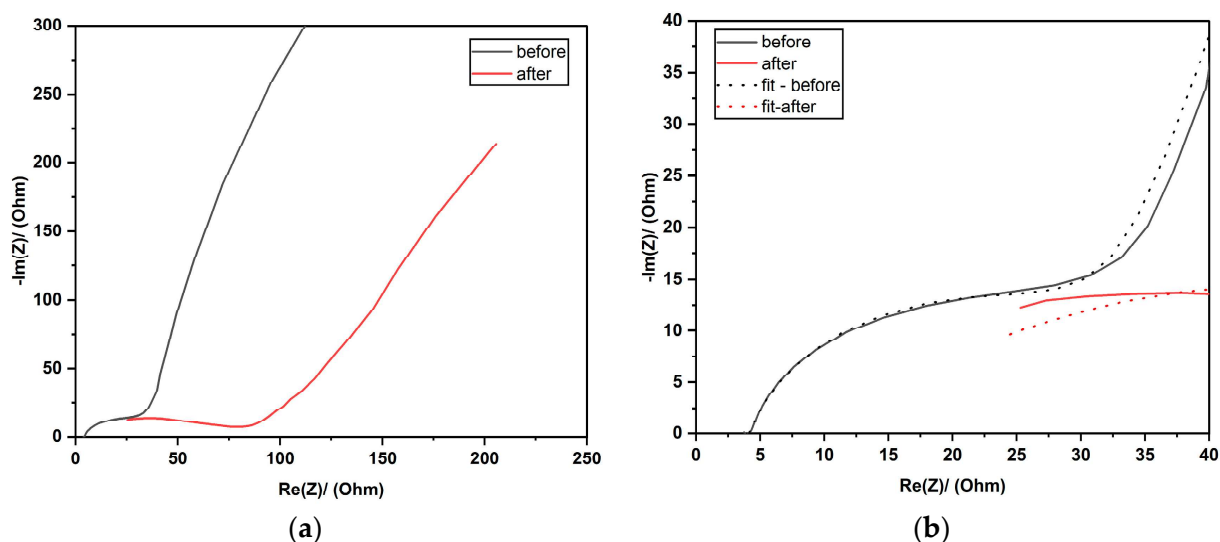 300
250
200
150
100
50
0
-Im(Z)/ (Ohm)
before
after
0 50 100 150 200 250
Re(Z)/ (Ohm)
(a)
40
35
30
25
20
15
10
5
0
-Im(Z)/ (Ohm)
before
after
fit - before
fit-after
0 5 10 15 20 25 30 35 40
Re(Z)/ (Ohm)
(b)